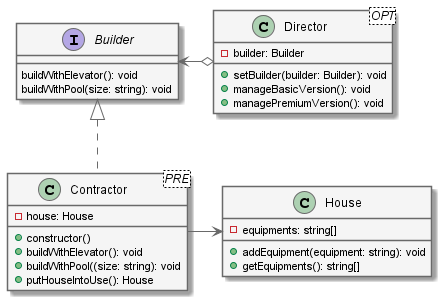 I Builder
buildWithElevator(): void
buildWithPool(size: string): void
OPT
C Director
builder: Builder
setBuilder(builder: Builder): void
manageBasicVersion(): void
managePremiumVersion(): void
PRE
C Contractor
house: House
constructor()
buildWithElevator(): void
buildWithPool((size: string): void
putHouseIntoUse(): House
C House
equipments: string[]
addEquipment(equipment: string): void
getEquipments(): string[]